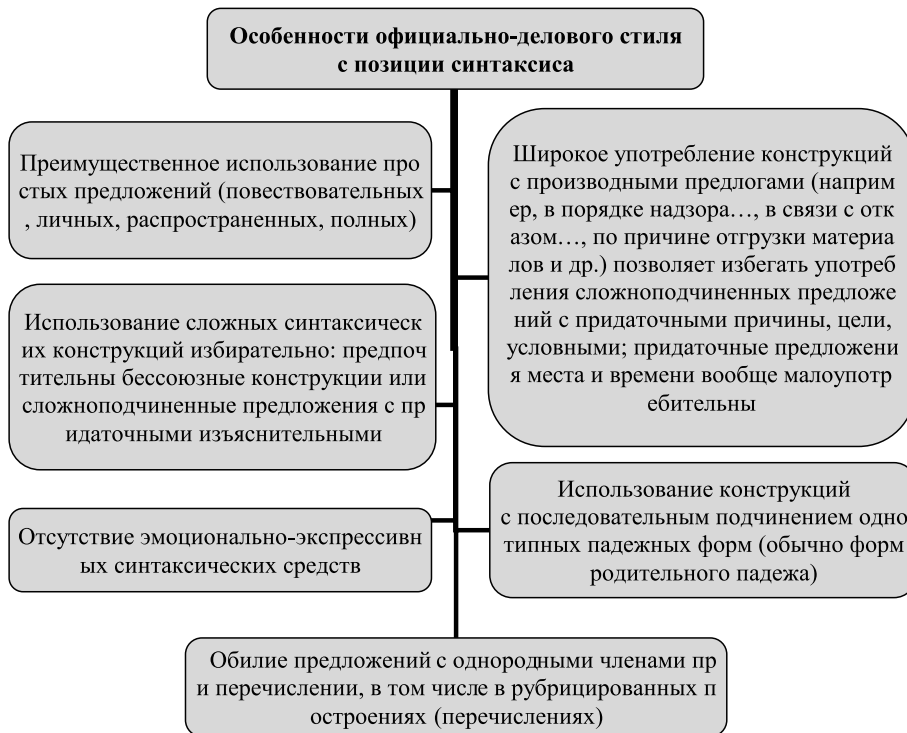 Особенности официально-делового стиля
с позиции синтаксиса
Преимущественное использование про
стых предложений (повествовательных
, личных, распространенных, полных)
Широкое употребление конструкций
с производными предлогами (наприм
ер, в порядке надзора…, в связи с отк
азом…, по причине отгрузки материа
лов и др.) позволяет избегать употреб
ления сложноподчиненных предложе
ний с придаточными причины, цели,
условными; придаточные предложени
я места и времени вообще малоупотр
ебительны
Использование сложных синтаксическ
их конструкций избирательно: предпоч
тительны бессоюзные конструкции или
сложноподчиненные предложения с пр
идаточными изъяснительными
Использование конструкций
с последовательным подчинением одно
типных падежных форм (обычно форм
родительного падежа)
Отсутствие эмоционально-экспрессивн
ых синтаксических средств
Обилие предложений с однородными членами пр
и перечислении, в том числе в рубрицированных п
остроениях (перечислениях)